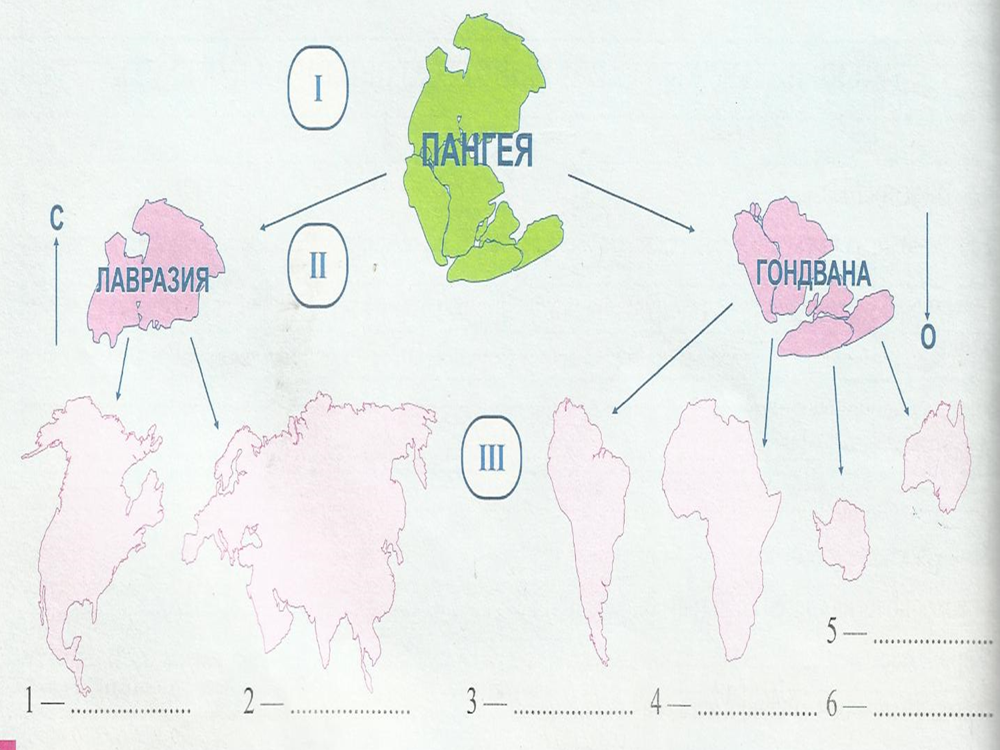 I
ПАНГЕЯ
С
II
ЛАВРАЗИЯ
ГОНДВАНА
О
III
5 — ....................
1 — ....................
2 — ....................
3 — ....................
4 — ....................
6 — ....................